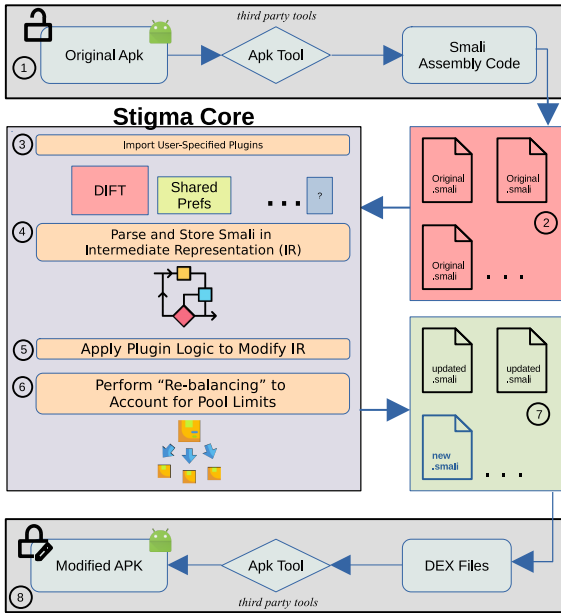 third party tools
1
Original Apk
Apk Tool
Smali
Assembly Code
Stigma Core
3
Import User-Specified Plugins
DIFT
Shared
Prefs
...
?
4
Parse and Store Smali in
Intermediate Representation (IR)
5
Apply Plugin Logic to Modify IR
6
Perform “Re-balancing” to
Account for Pool Limits
Original
.smali
Original
.smali
2
Original
.smali
. . .
updated
.smali
updated
.smali
7
new
.smali
. . .
8
Modified APK
Apk Tool
DEX Files
third party tools